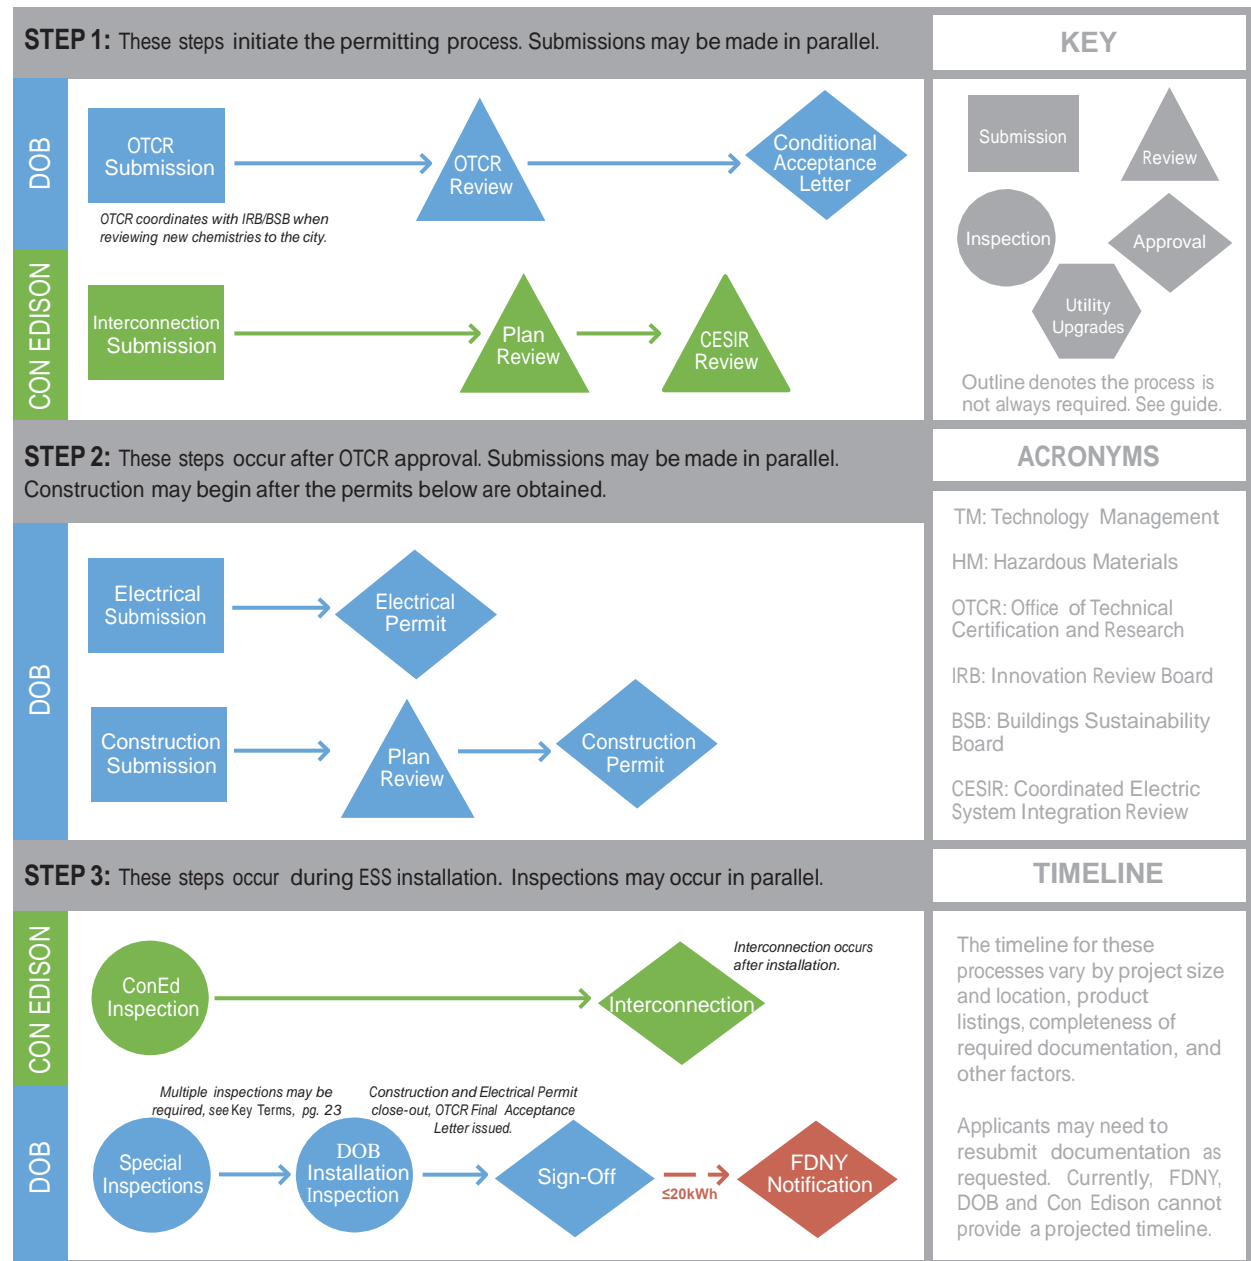 STEP 1: These steps initiate the permitting process. Submissions may be made in parallel.
DOB
OTCR
Submission
OTCR
Review
Conditional
Acceptance
Letter
OTCR coordinates with IRB/BSB when
reviewing new chemistries to the city.
CON EDISON
Interconnection
Submission
Plan
Review
CESIR
Review
KEY
Submission
Review
Inspection
Approval
Utility
Upgrades
Outline denotes the process is
not always required. See guide.
STEP 2: These steps occur after OTCR approval. Submissions may be made in parallel.
Construction may begin after the permits below are obtained.
DOB
Electrical
Submission
Electrical
Permit
Construction
Submission
Plan
Review
Construction
Permit
ACRONYMS
TM: Technology Management
HM: Hazardous Materials
OTCR: Office of Technical
Certification and Research
IRB: Innovation Review Board
BSB: Buildings Sustainability
Board
CESIR: Coordinated Electric
System Integration Review
STEP 3: These steps occur during ESS installation. Inspections may occur in parallel.
CON EDISON
ConEd
Inspection
Interconnection
Interconnection occurs
after installation.
DOB
Multiple inspections may be
required, see Key Terms, pg. 23
Construction and Electrical Permit
close-out, OTCR Final Acceptance
Letter issued.
Special
Inspections
DOB
Installation
Inspection
Sign-Off
≤20kWh
FDNY
Notification
TIMELINE
The timeline for these
processes vary by project size
and location, product
listings, completeness of
required documentation, and
other factors.
Applicants may need to
resubmit documentation as
requested. Currently, FDNY,
DOB and Con Edison cannot
provide a projected timeline.